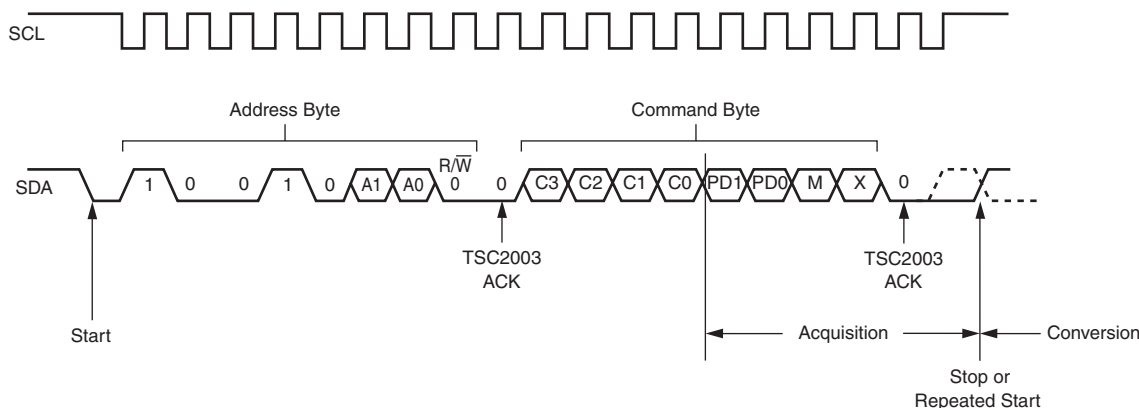 SCL
Address Byte
Command Byte
R/W
SDA
1 0 0 1 0 A1 A0 0 0 C3 C2 C1 C0 PD1 PD0 M X 0
TSC2003
ACK
TSC2003
ACK
Start
Acquisition
Conversion
Stop or
Repeated Start